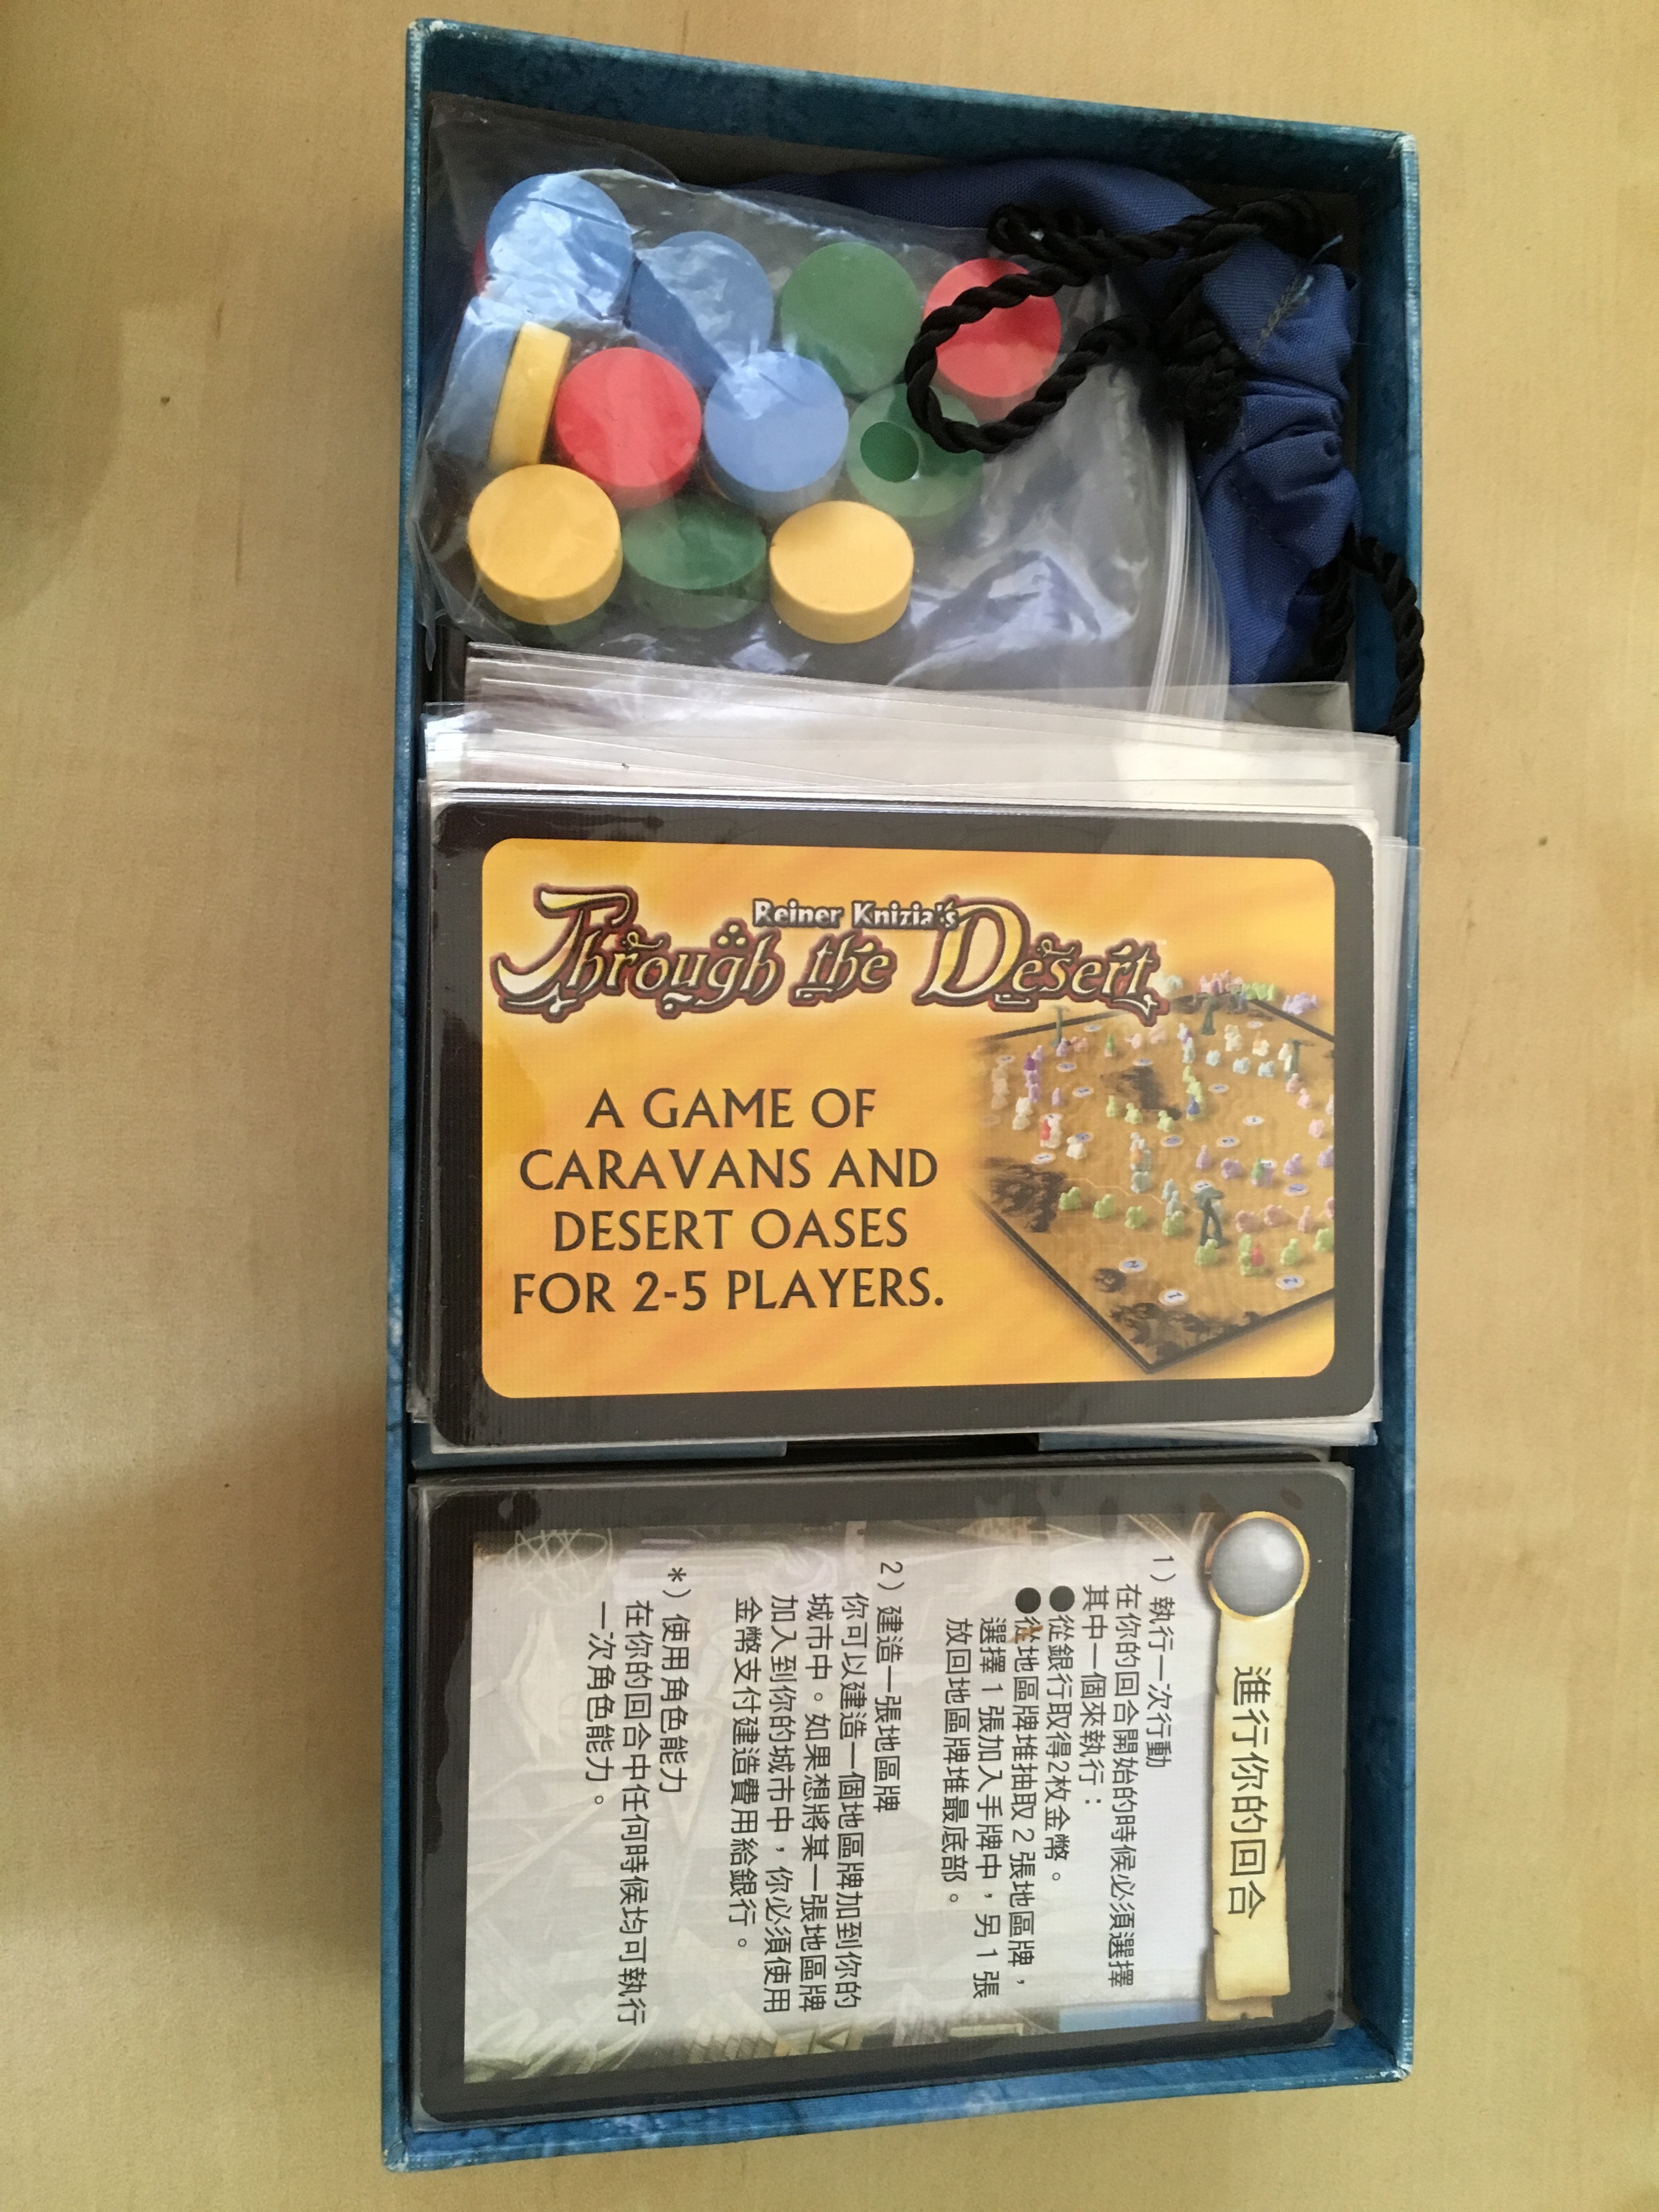 Reiner Knizia's
Through the Desert
A GAME OF
CARAVANS AND
DESERT OASES
FOR 2-5 PLAYERS.
進行你的回合
1）執行一次行動
在你的回合開始的時候必須選擇
其中一個來執行：
●從銀行取得2枚金幣。
●從地區牌堆抽取2張地區牌，
選擇1張加入手牌中，另1張
放回地區牌堆最底部。
2）建造一張地區牌
你可以建造一個地區牌加到你的
城市中。如果想將某一張地區牌
加入到你的城市中，你必須使用
金幣支付建造費用給銀行。
*）使用角色能力
在你的回合中任何時候均可執行
一次角色能力。